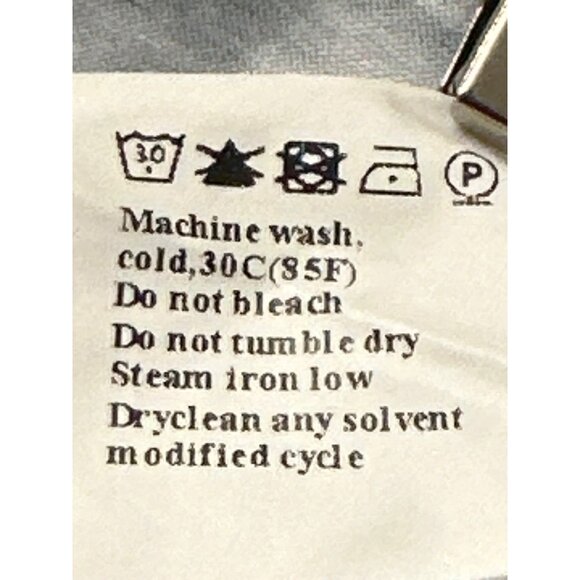 30 P
Machine wash,
cold,30C(85F)
Do not bleach
Do not tumble dry
Steam iron low
Dryclean any solvent
modified cycle